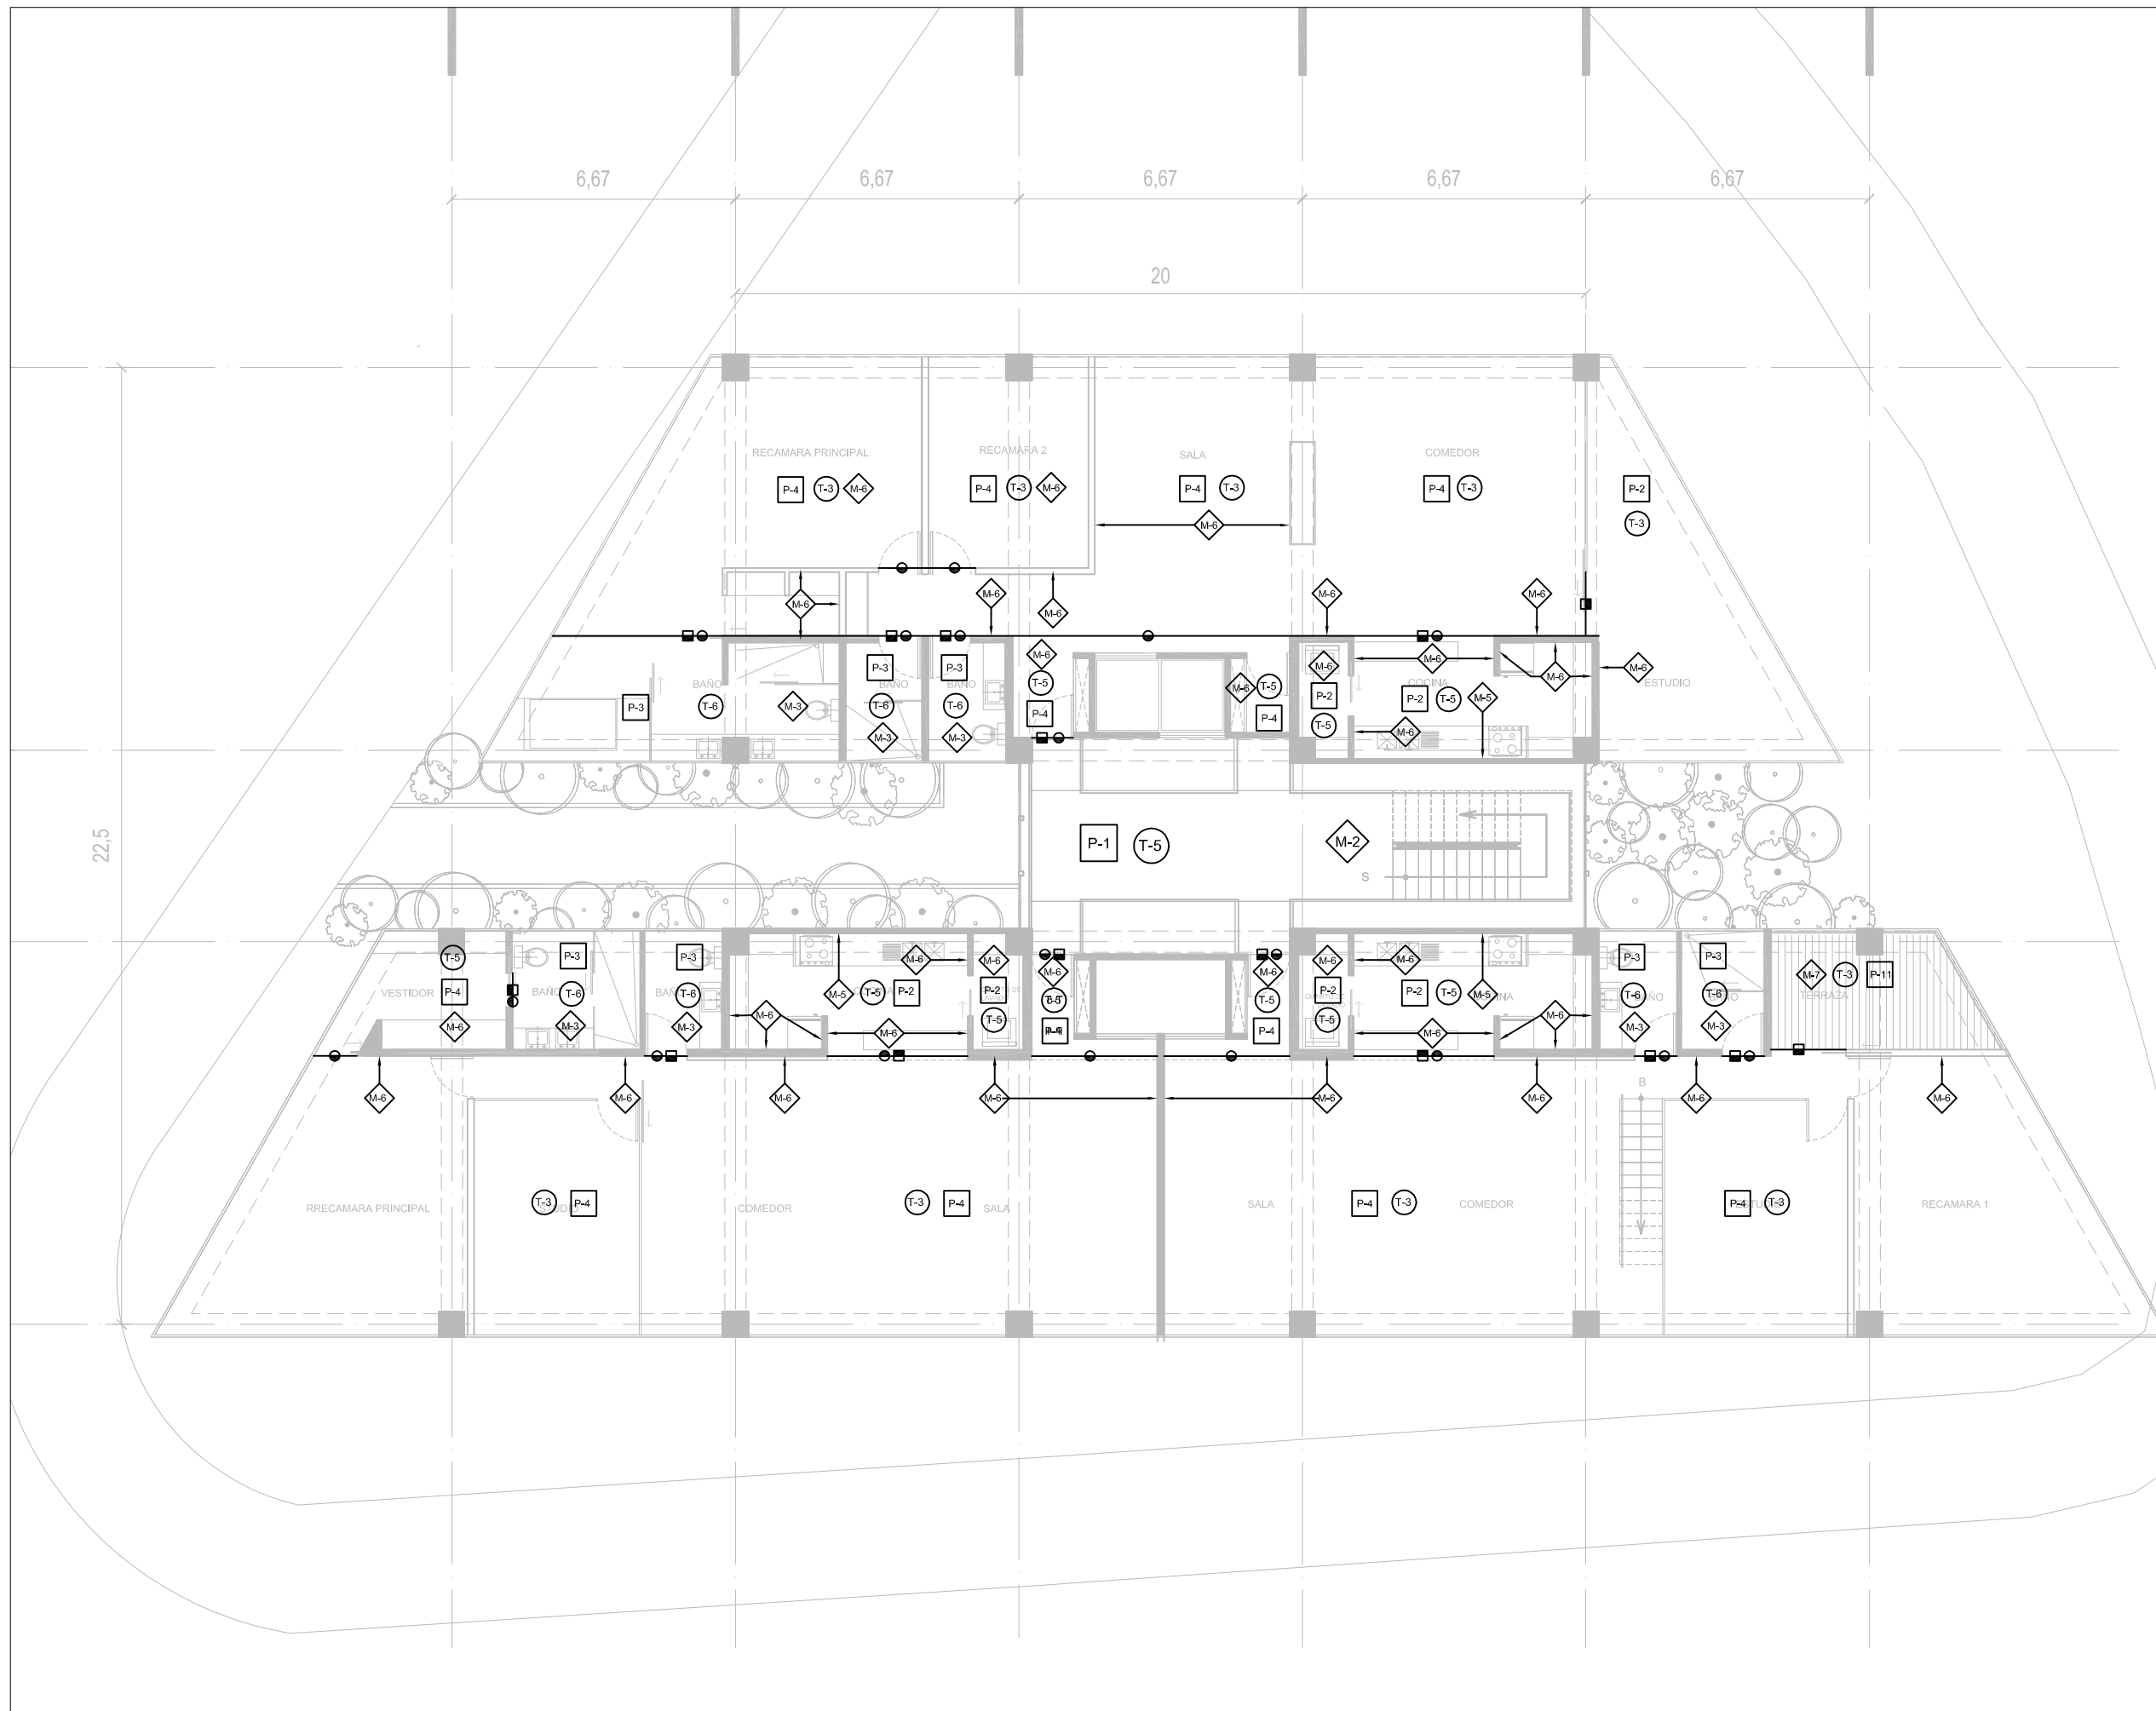 6,67 6,67 6,67 6,67 6,67
20
22,5
RECAMARA PRINCIPAL
RECAMARA 2
SALA
COMEDOR
P-4 T-3 M-6
P-4 T-3 M-6
P-4 T-3
P-4 T-3
P-2
T-3
M-6
M-6
M-6
M-6
M-6
M-6
P-3
BAÑO
T-6
M-3
P-3
BAÑO
T-6
M-3
P-3
BAÑO
T-6
M-3
M-6
T-5
P-4
M-6
T-5
P-4
M-6
P-2
T-5
M-6
COCINA
P-2
T-5
M-5
M-6
M-6
M-6
ESTUDIO
P-1 T-5 M-2
S
T-5
VESTIDOR
P-4
M-6
P-3
BAÑO
T-6
M-3
P-3
T-6
M-3
M-6
M-5
T-5
P-2
M-6
M-6
M-6
P-2
T-5
M-6
M-6
T-5
P-4
M-6
P-2
T-5
M-6
P-2
T-5
M-5
M-6
M-6
P-3
T-6
M-3
P-3
T-6
M-3
M-7 T-3 P-11
TERRAZA
M-6
M-6
M-6
M-6
M-6
M-6
M-6
M-6
B
RRECAMARA PRINCIPAL
T-3 P-4
COMEDOR
T-3 P-4
SALA
SALA
P-4 T-3
COMEDOR
P-4 T-3
RECAMARA 1